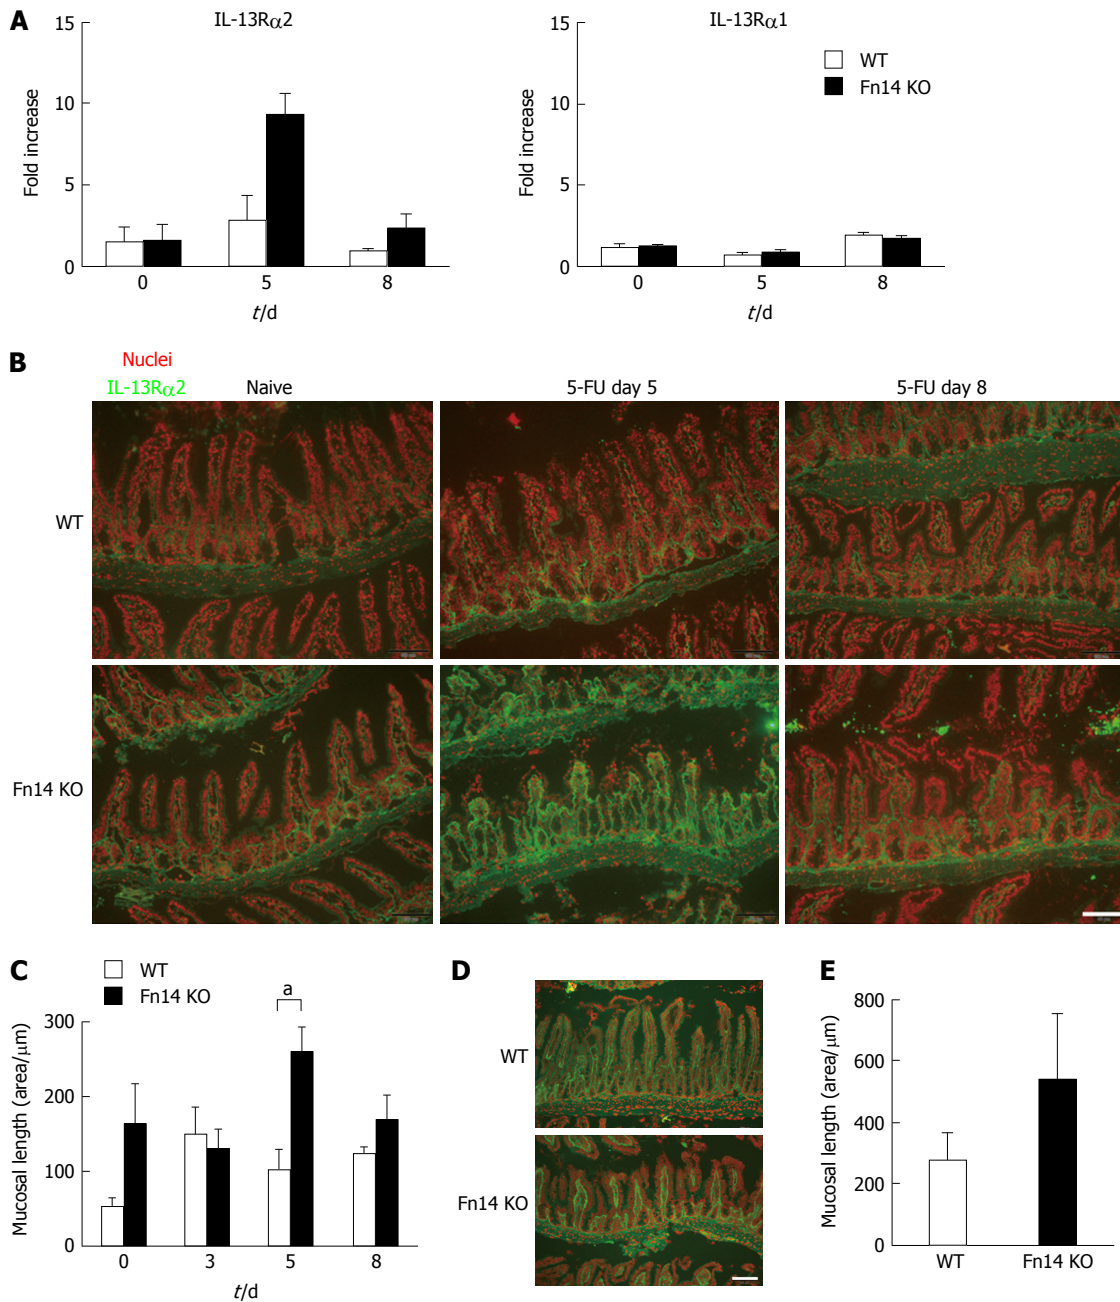 A
IL-13Rα2
15
10
5
0
Fold increase
0 5 8
t/d
IL-13Rα1
15
10
5
0
Fold increase
WT
Fn14 KO
0 5 8
t/d
B
Nuclei
IL-13Rα2
Naive
5-FU day 5
5-FU day 8
WT
Fn14 KO
C
WT
Fn14 KO
a
300
200
100
0
Mucosal length (area/μm)
0 3 5 8
t/d
D
WT
Fn14 KO
E
800
600
400
200
0
Mucosal length (area/μm)
WT Fn14 KO